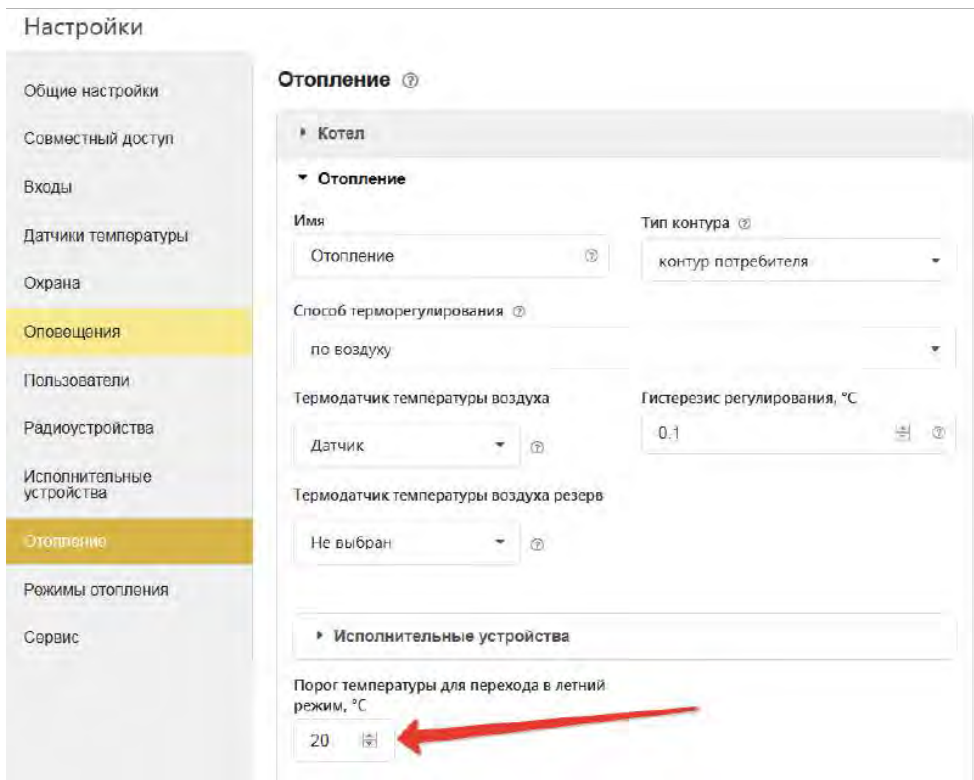 Настройки
Общие настройки
Совместный доступ
Входы
Датчики температуры
Охрана
Оповещения
Пользователи
Радиоустройства
Исполнительные
устройства
Отопление
Режимы отопления
Сервис
Отопление
Котел
Отопление
Имя
Тип контура
Отопление
контур потребителя
Способ терморегулирования
по воздуху
Термодатчик температуры воздуха
Гистерезис регулирования, °C
Датчик
0.1
Термодатчик температуры воздуха резерв
Не выбран
Исполнительные устройства
Порог температуры для перехода в летний
режим, °C
20